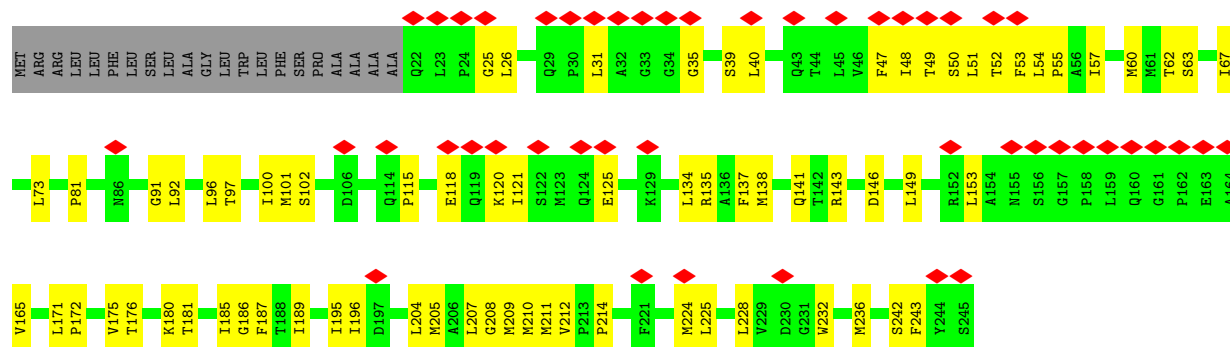 MET ARG ARG LEU LEU PHE LEU SER LEU ALA GLY LEU TRP LEU PHE SER PRO ALA ALA ALA ALA Q22 L23 P24 G25 L26 Q29 P30 L31 A32 G33 G34 G35 S39 L40 Q43 T44 L45 V46 F47 I48 T49 S50 L51 T52 F53 L54 P55 A56 I57 M60 M61 T62 S63 I67
L73 P81 N86 G91 L92 L96 T97 I100 M101 S102 D106 Q114 P115 E118 Q119 K120 I121 S122 M123 Q124 E125 K129 L134 R135 A136 F137 M138 Q141 T142 R143 D146 L149 R152 L153 A154 N155 S156 G157 P158 L159 Q160 G161 P162 E163 A164
V165 L171 P172 V175 T176 K180 T181 I185 G186 F187 T188 I189 I195 I196 D197 L204 M205 A206 L207 G208 M209 M210 M211 V212 P213 P214 F221 M224 L225 L228 V229 D230 G231 W232 M236 S242 F243 Y244 S245